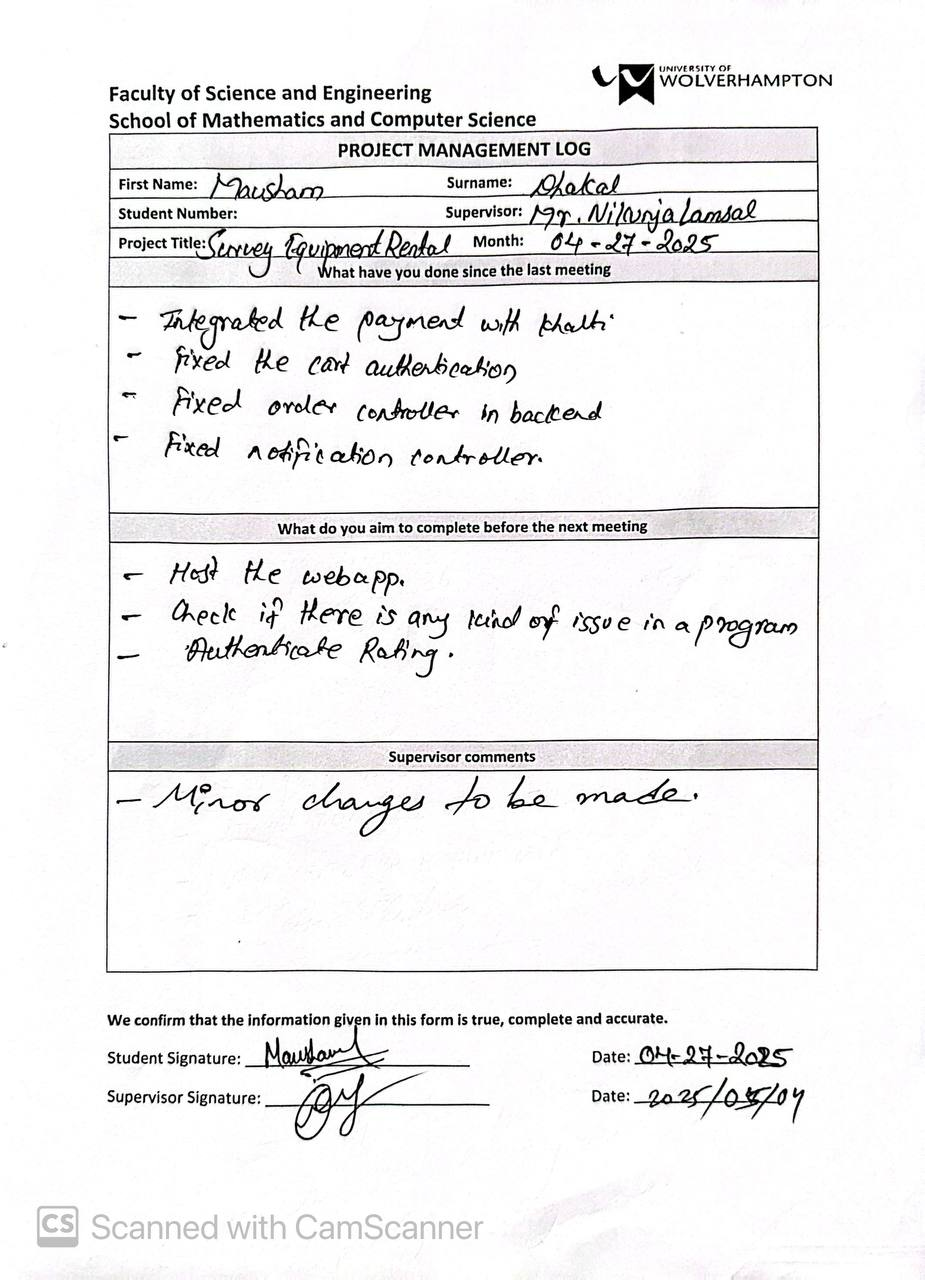 UNIVERSITY OF
WOLVERHAMPTON
Faculty of Science and Engineering
School of Mathematics and Computer Science
PROJECT MANAGEMENT LOG
First Name: Mausham Surname: Dhakal
Student Number: Supervisor: Mr. Nilanja Lamsal
Project Title: Survey Equipment Rental Month: 04-27-2025
What have you done since the last meeting
- Integrated the payment with khalti
- Fixed the cart authentication
- Fixed order controller in backend
- Fixed notification controller.
What do you aim to complete before the next meeting
- Host the webapp.
- Check if there is any kind of issue in a program
- Authenticate Rating.
Supervisor comments
- Minor changes to be made.
We confirm that the information given in this form is true, complete and accurate.
Student Signature: Mausham Date: 04-27-2025
Supervisor Signature: Date: 2025/05/04
CS Scanned with CamScanner